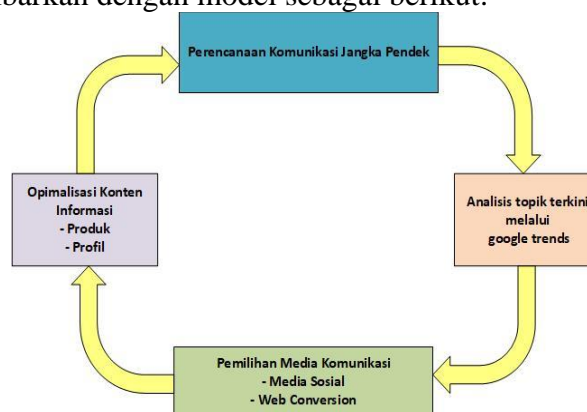 dengan model sebagai berikut:
Perencanaan Komunikasi Jangka Pendek
Analisis topik terkini
melalui
google trends
Pemilihan Media Komunikasi
- Media Sosial
- Web Conversion
Opimalisasi Konten
Informasi
- Produk
- Profil